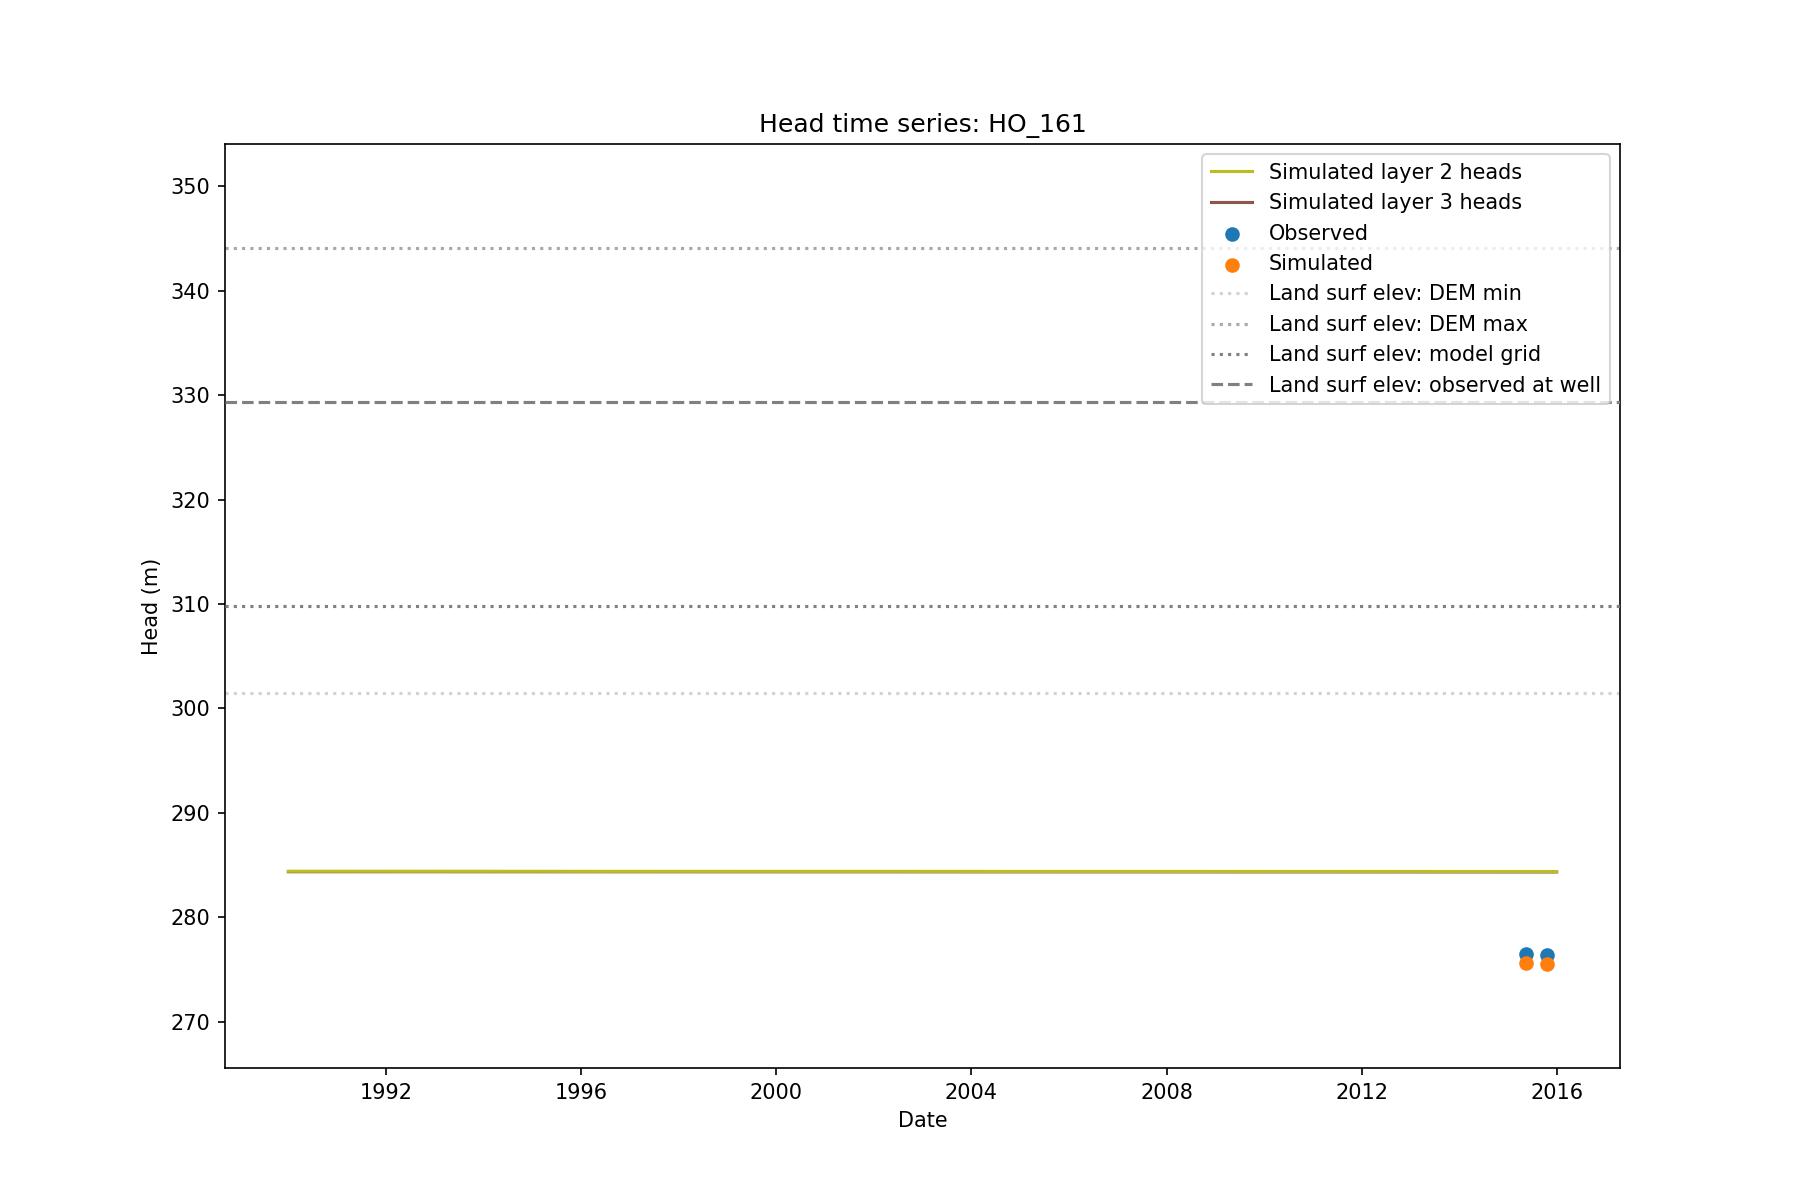 Head time series: HO_161
350
340
330
320
310
300
290
280
270
Head (m)
Simulated layer 2 heads
Simulated layer 3 heads
Observed
Simulated
Land surf elev: DEM min
Land surf elev: DEM max
Land surf elev: model grid
Land surf elev: observed at well
1992 1996 2000 2004 2008 2012 2016
Date